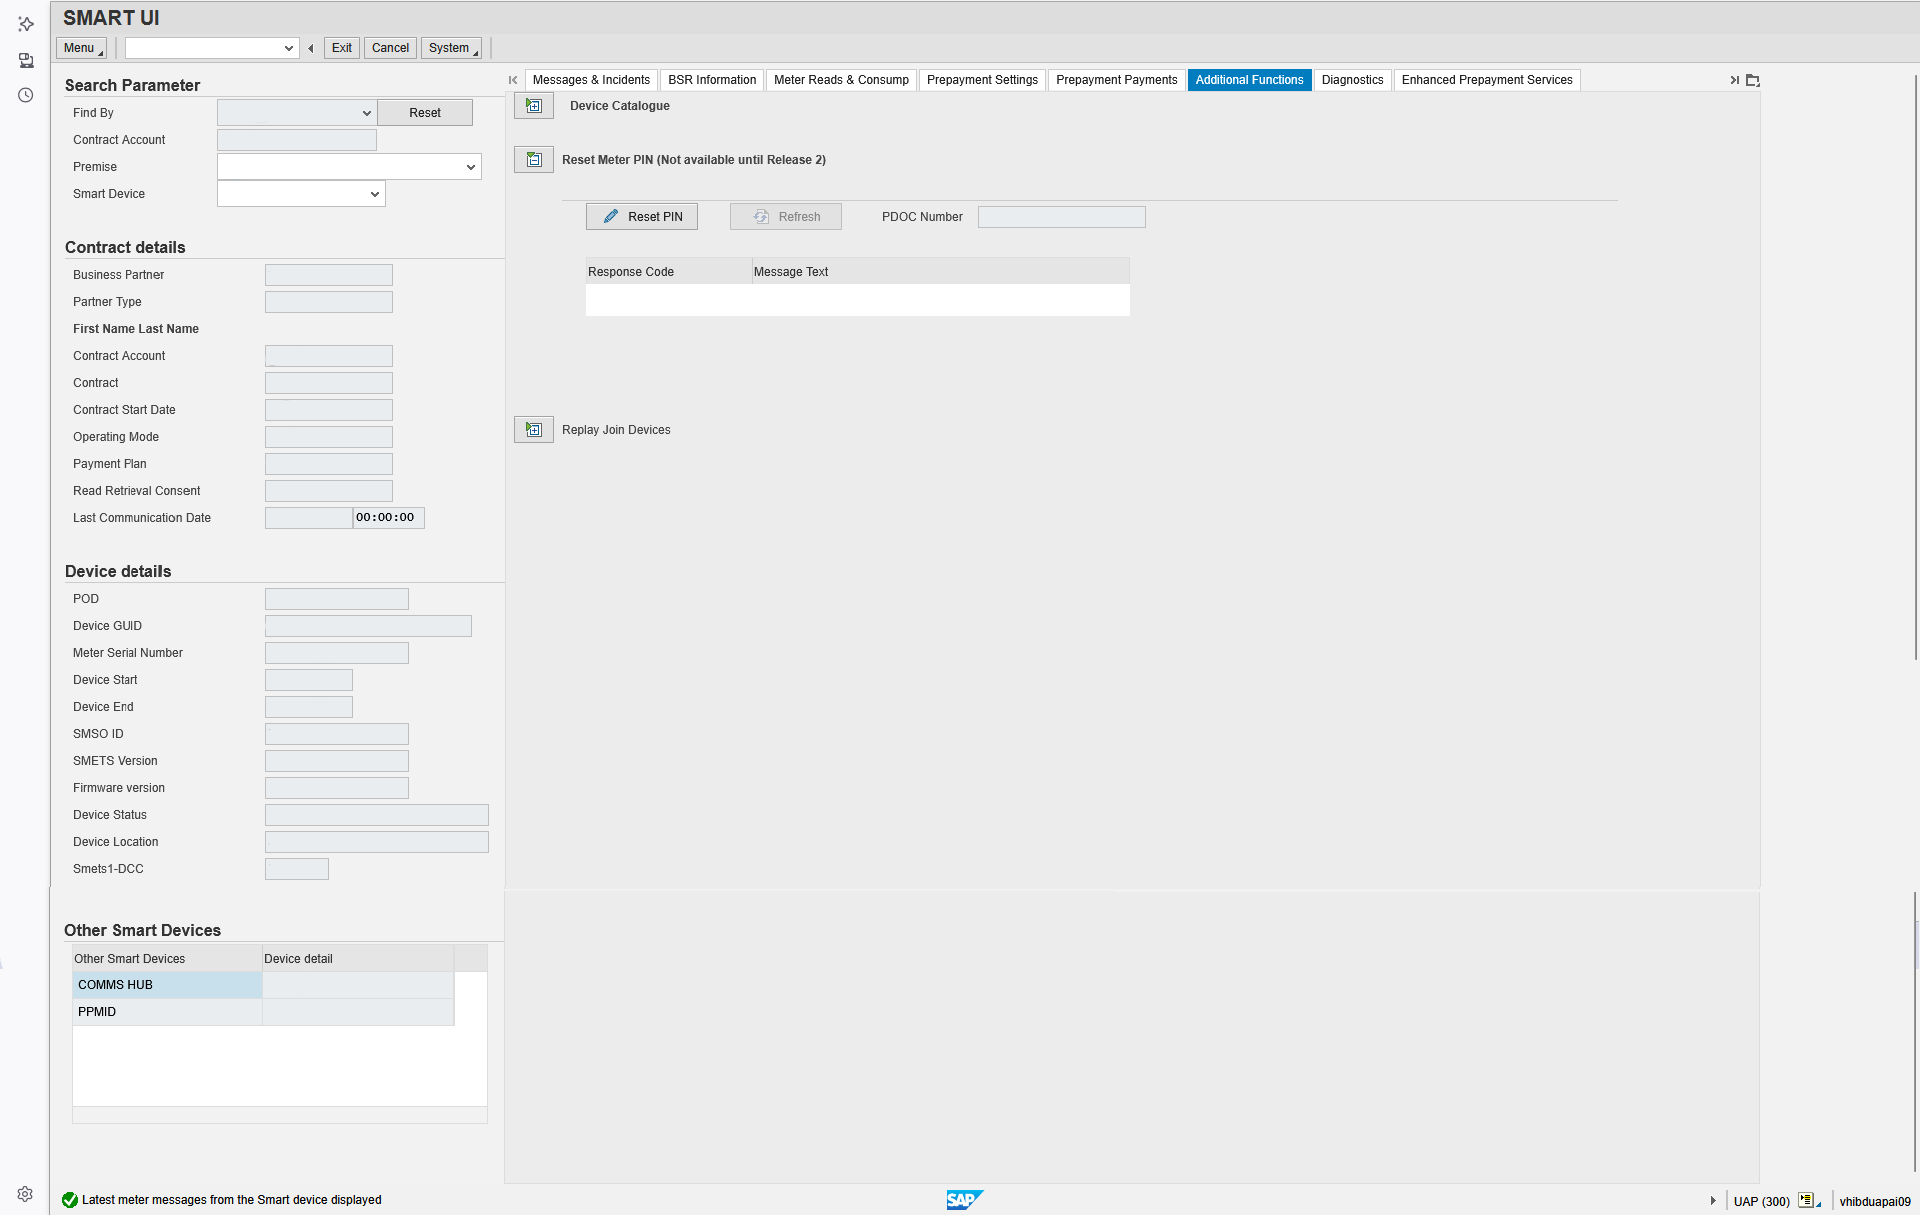 SMART UI
Menu
Exit
Cancel
System
Search Parameter
Find By
Reset
Contract Account
Premise
Smart Device
Contract details
Business Partner
Partner Type
First Name Last Name
Contract Account
Contract
Contract Start Date
Operating Mode
Payment Plan
Read Retrieval Consent
Last Communication Date
00:00:00
Device details
POD
Device GUID
Meter Serial Number
Device Start
Device End
SMSO ID
SMETS Version
Firmware version
Device Status
Device Location
Smets1-DCC
Other Smart Devices
Other Smart Devices
Device detail
COMMS HUB
PPMID
Messages & Incidents
BSR Information
Meter Reads & Consump
Prepayment Settings
Prepayment Payments
Additional Functions
Diagnostics
Enhanced Prepayment Services
Device Catalogue
Reset Meter PIN (Not available until Release 2)
Reset PIN
Refresh
PDOC Number
Response Code
Message Text
Replay Join Devices
Latest meter messages from the Smart device displayed
SAP
UAP (300)
vhibduapai09